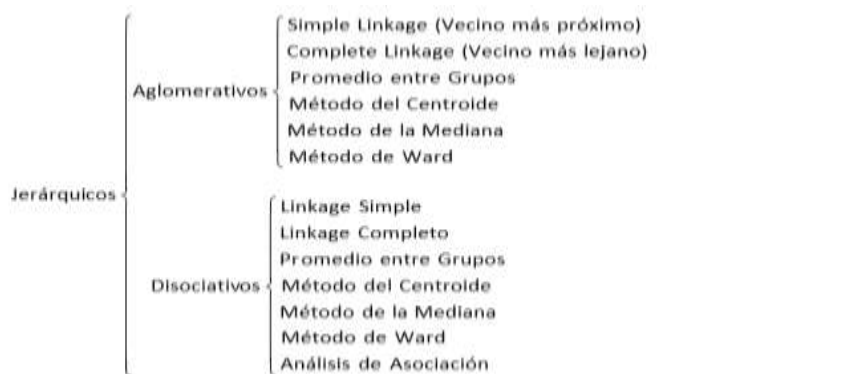 Simple Linkage (Vecino más próximo)
Complete Linkage (Vecino más lejano)
Promedio entre Grupos
Aglomerativos
Método del Centroide
Método de la Mediana
Método de Ward
Jerárquicos
Linkage Simple
Linkage Completo
Promedio entre Grupos
Disociativos
Método del Centroide
Método de la Mediana
Método de Ward
Análisis de Asociación